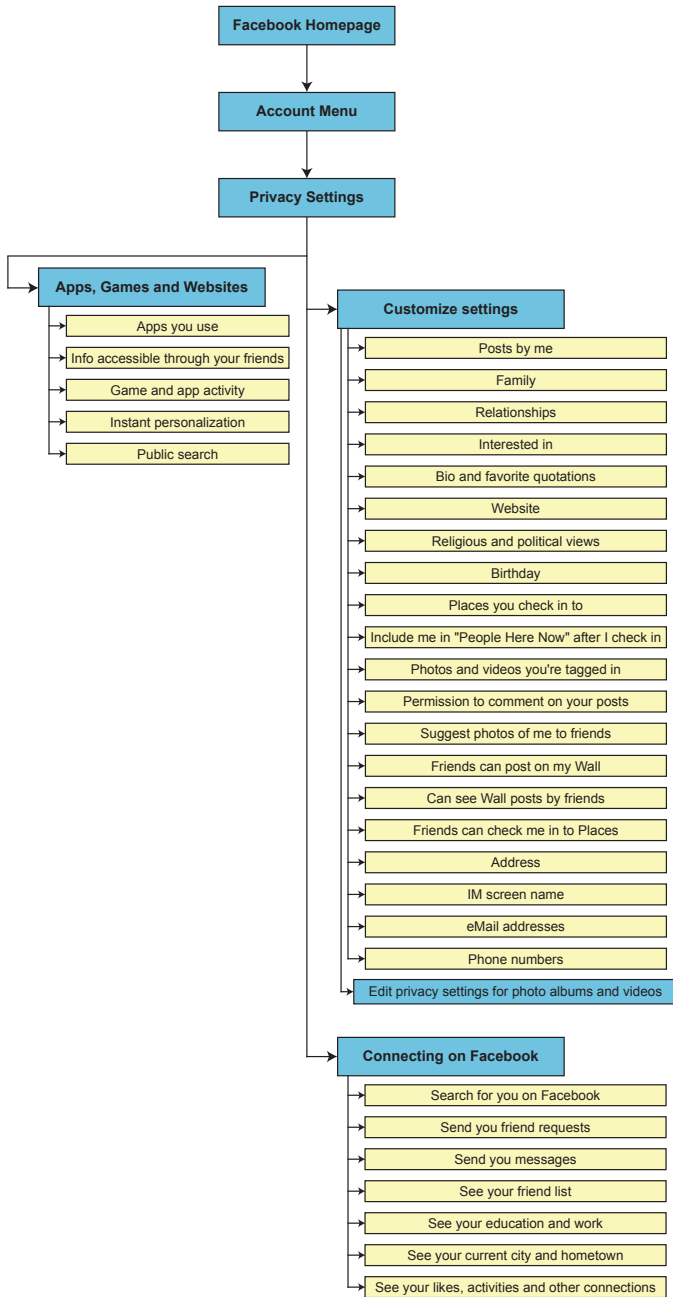 Facebook Homepage
Account Menu
Privacy Settings
Apps, Games and Websites
Apps you use
Info accessible through your friends
Game and app activity
Instant personalization
Public search
Customize settings
Posts by me
Family
Relationships
Interested in
Bio and favorite quotations
Website
Religious and political views
Birthday
Places you check in to
Include me in "People Here Now" after I check in
Photos and videos you're tagged in
Permission to comment on your posts
Suggest photos of me to friends
Friends can post on my Wall
Can see Wall posts by friends
Friends can check me in to Places
Address
IM screen name
eMail addresses
Phone numbers
Edit privacy settings for photo albums and videos
Connecting on Facebook
Search for you on Facebook
Send you friend requests
Send you messages
See your friend list
See your education and work
See your current city and hometown
See your likes, activities and other connections